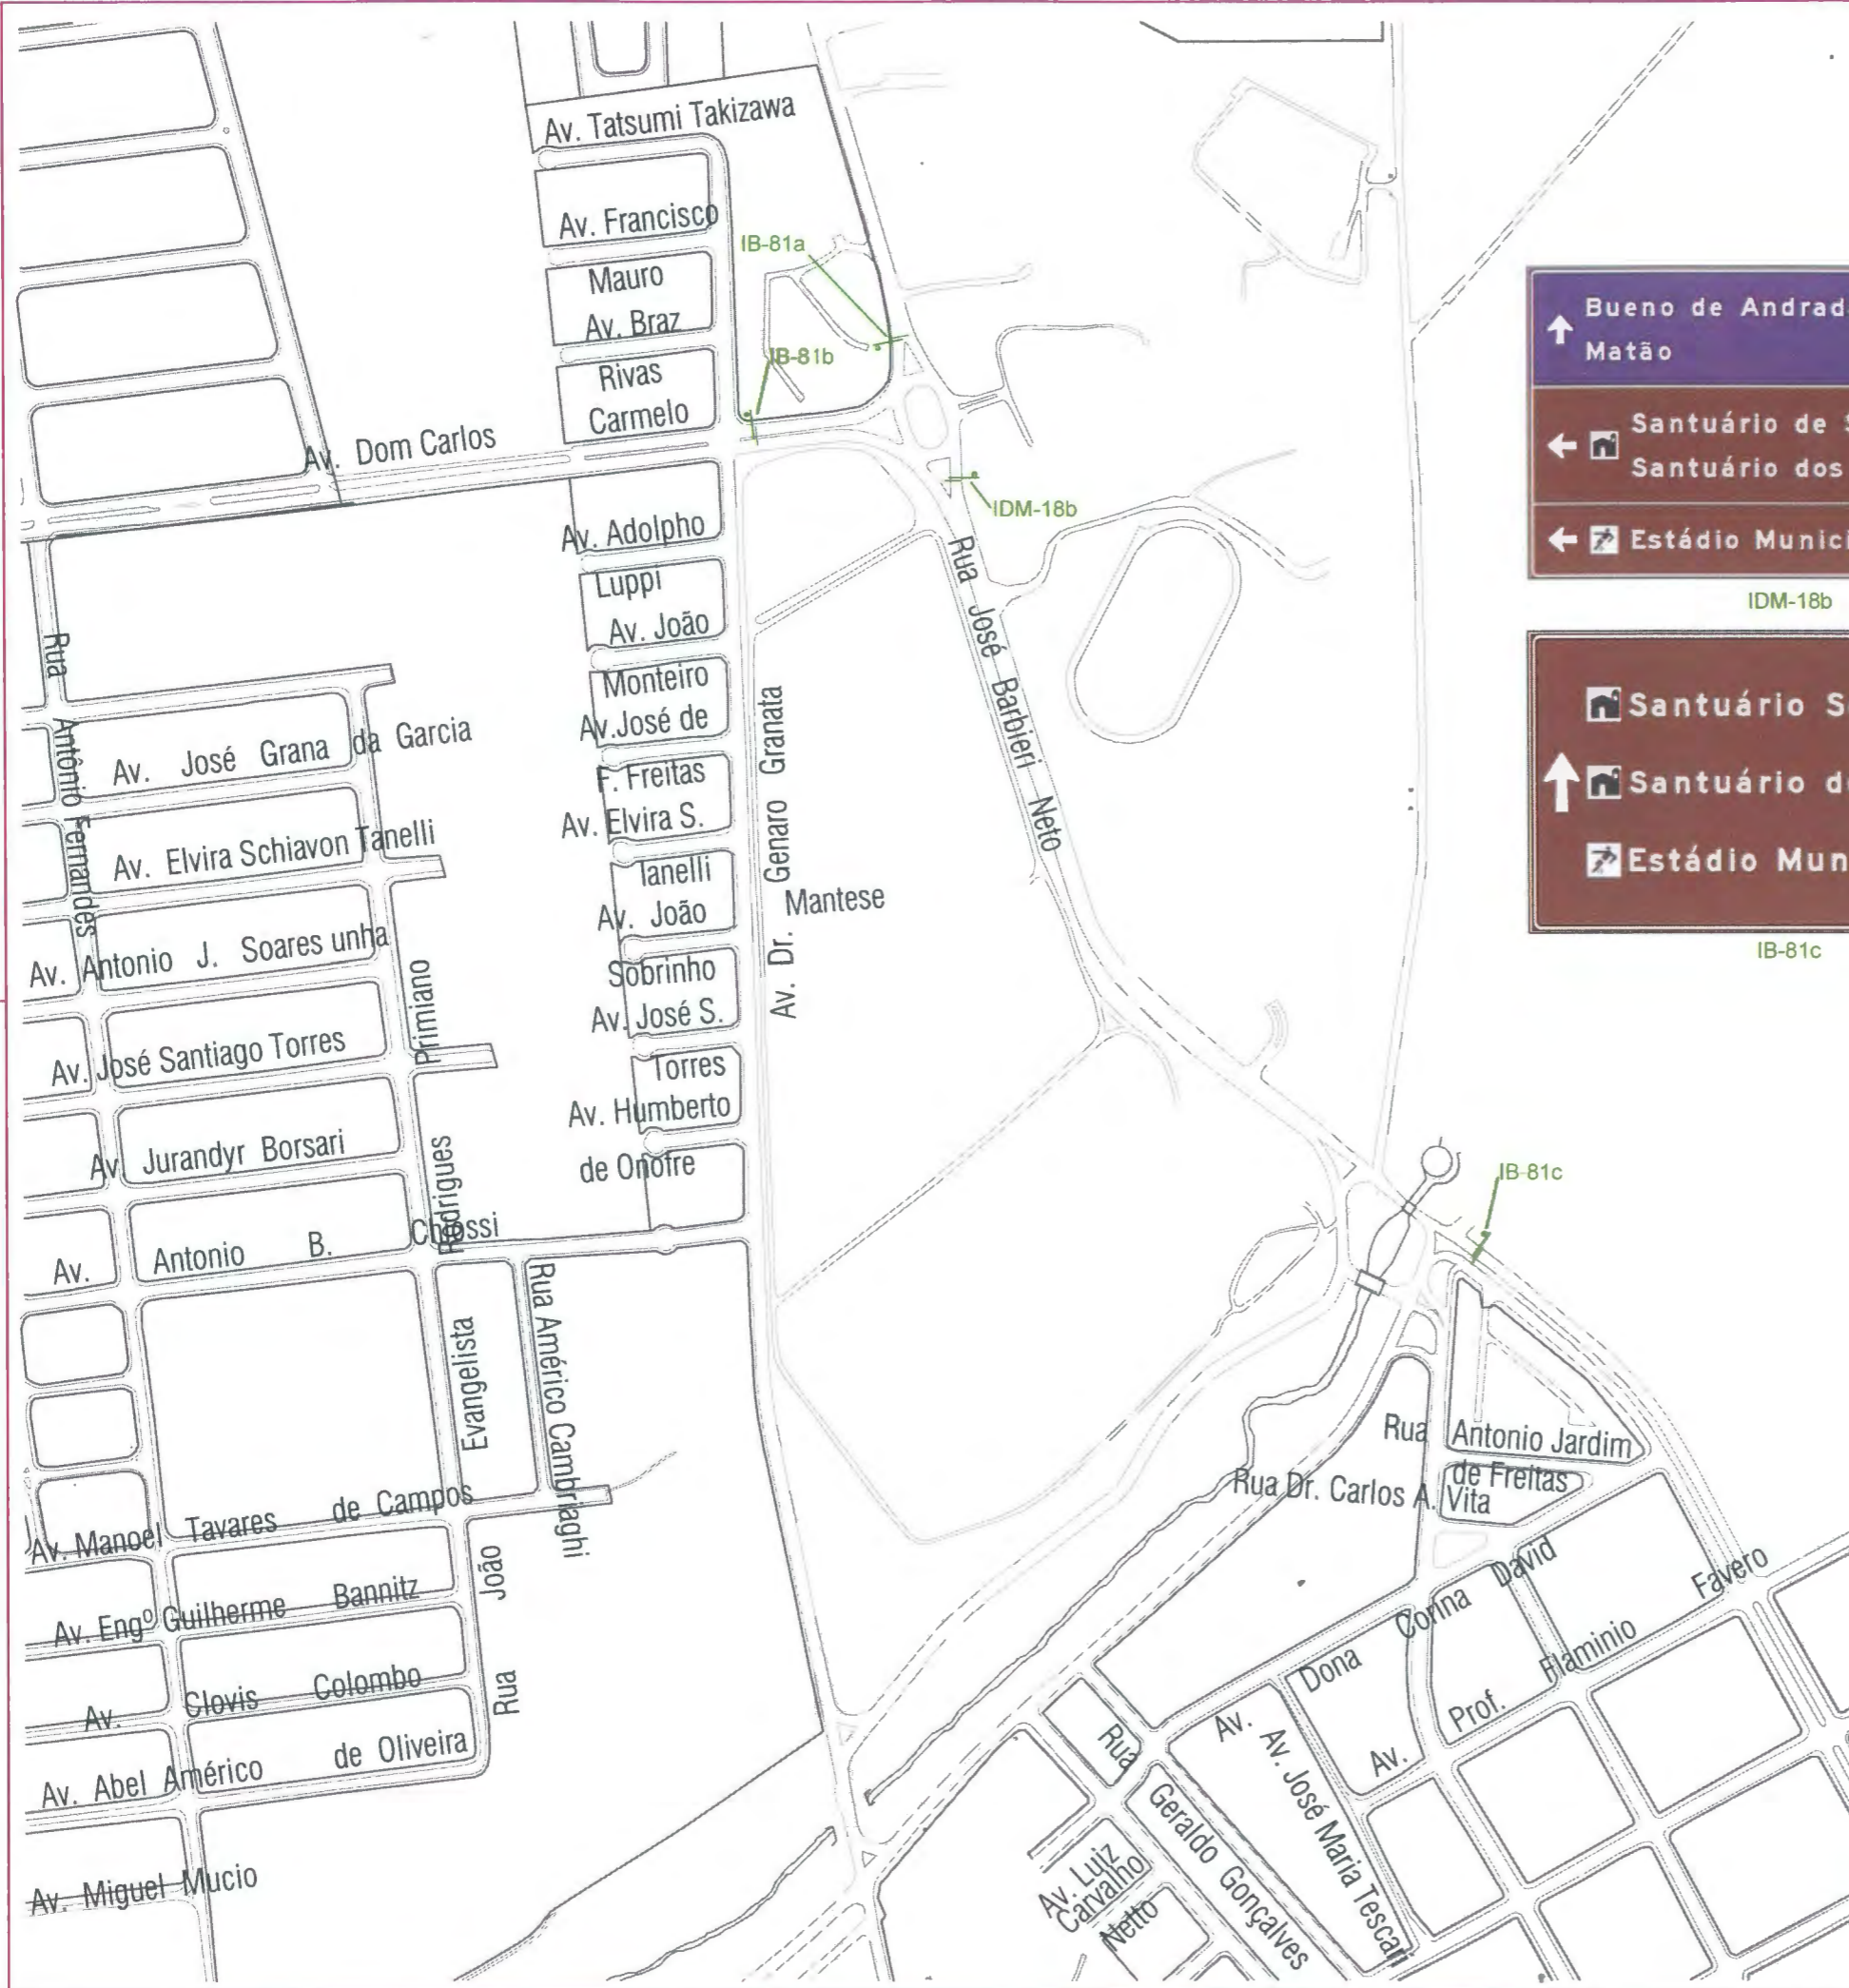 Av. Tatsumi Takizawa
Av. Francisco
Mauro
Av. Braz
Rivas
Carmelo
IB-81a
IB-81b
Av. Dom Carlos
IDM-18b
Av. Adolpho
Luppi
Av. João
Monteiro
Av. José de
F. Freitas
Av. Elvira S.
Ianelli
Av. João
Sobrinho
Av. José S.
Torres
Av. Humberto
de Onofre
Av. Dr. Genaro Granata
Mantese
Rua José Barbieri Neto
Rua Antônio Fernandes
Av. José Grana da Garcia
Av. Elvira Schiavon Tanelli
Av. Antonio J. Soares unha
Av. José Santiago Torres
Av. Jurandyr Borsari
Av. Antonio B. Chiossi
Rua João Evangelista Rodrigues Primiano
Rua Américo Cambriaghi
Av. Manoel Tavares de Campos
Av. Engº Guilherme Bannitz
Av. Clovis Colombo
Av. Abel Américo de Oliveira
Av. Miguel Mucio
Bueno de Andrad
Matão
Santuário de S
Santuário dos
Estádio Munici
IDM-18b
Santuário S
Santuário d
Estádio Mun
IB-81c
IB-81c
Rua Antonio Jardim
de Freitas
Rua Dr. Carlos A. Vita
Av. Dona Corina David
Av. Prof. Flaminio Favero
Rua Geraldo Gonçalves
Av. José Maria Tescari
Av. Luiz
Carvalho
Netto